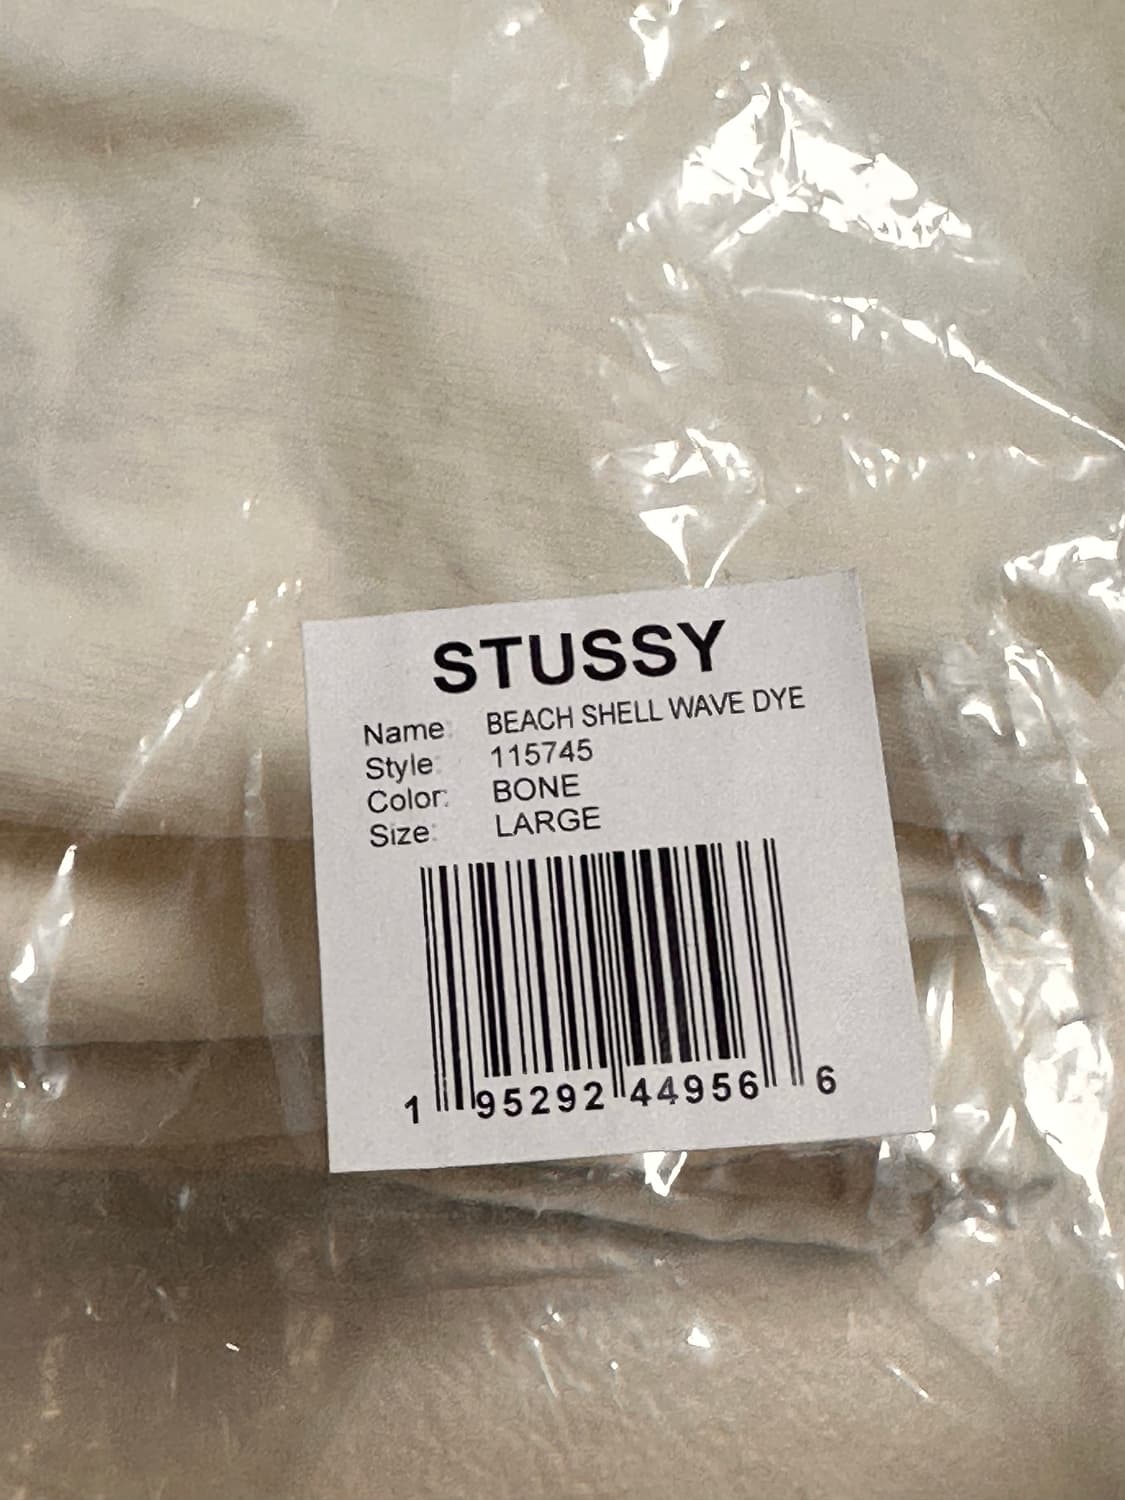 STUSSY
Name: BEACH SHELL WAVE DYE
Style: 115745
Color: BONE
Size: LARGE
1 95292 44956 6